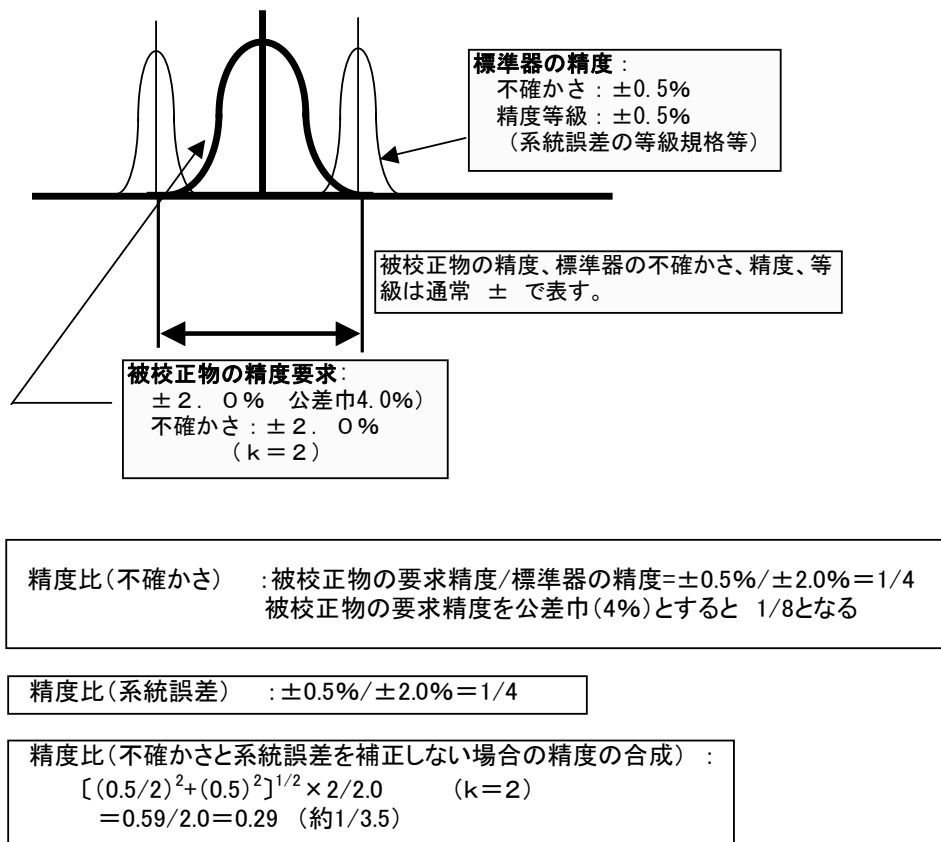 標準器の精度：
不確かさ：±0.5%
精度等級：±0.5%
（系統誤差の等級規格等）
被校正物の精度、標準器の不確かさ、精度、等
級は通常　±　で表す。
被校正物の精度要求：
±２．０%　公差巾4.0%）
不確かさ：±２．０%
（ｋ＝２）
精度比（不確かさ）　：被校正物の要求精度/標準器の精度=±0.5%/±2.0%＝1/4
被校正物の要求精度を公差巾（4%）とすると　1/8となる
精度比（系統誤差）　：±0.5%/±2.0%＝1/4
精度比（不確かさと系統誤差を補正しない場合の精度の合成）：
〔（0.5/2）²+（0.5）²〕^1/2×2/2.0　（k＝2）
＝0.59/2.0＝0.29　（約1/3.5）